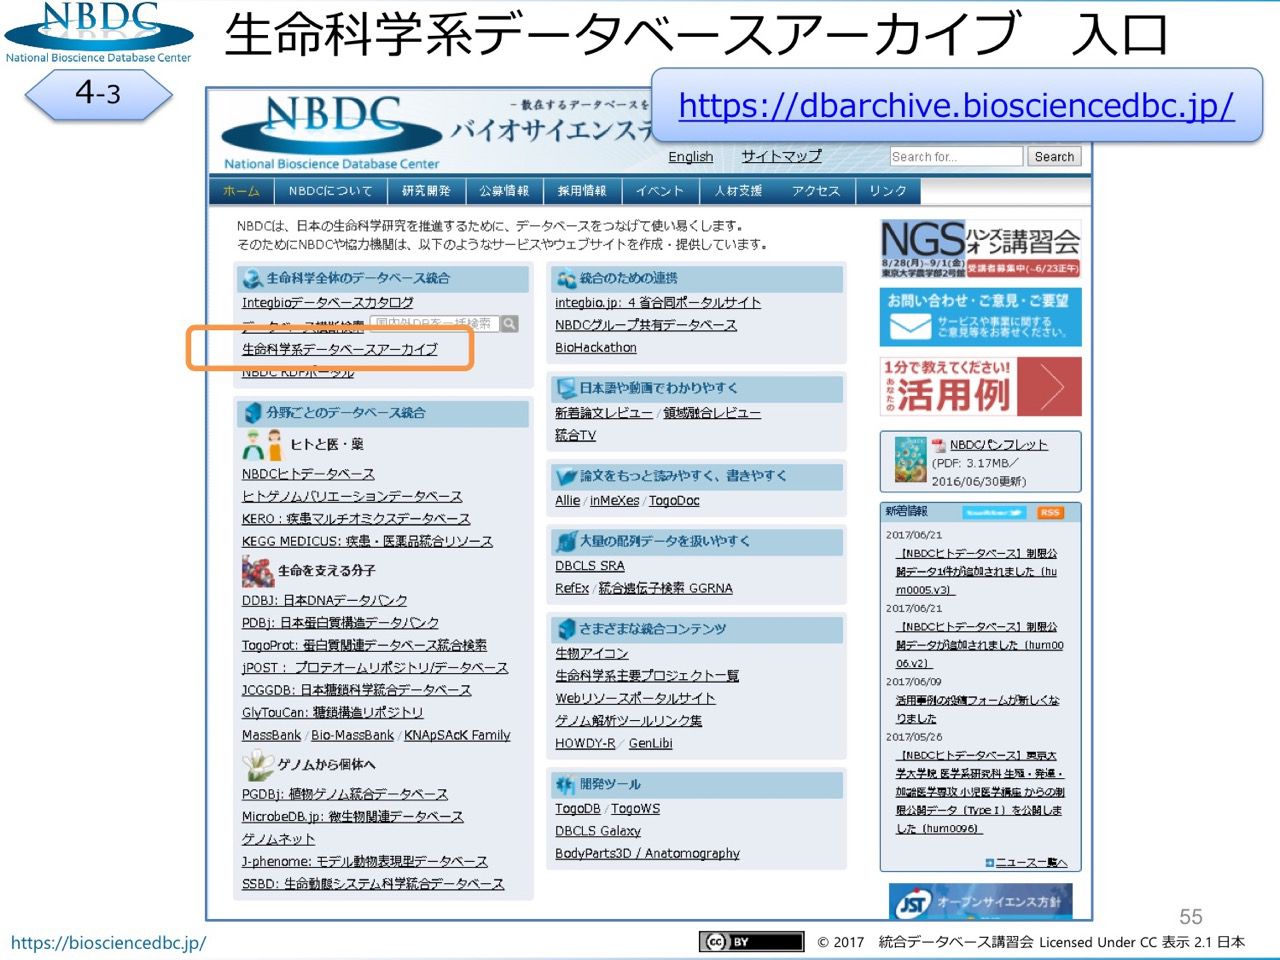 NBDC
National Bioscience Database Center
生命科学系データベースアーカイブ　入口
4-3
https://dbarchive.biosciencedbc.jp/
NBDC
National Bioscience Database Center
-散在するデータベースを
バイオサイエンスデ
English サイトマップ Search for... Search
ホーム NBDCについて 研究開発 公募情報 採用情報 イベント 人材支援 アクセス リンク
NBDCは、日本の生命科学研究を推進するために、データベースをつなげて使い易くします。
そのためにNBDCや協力機関は、以下のようなサービスやウェブサイトを作成・提供しています。
生命科学全体のデータベース統合
Integbioデータベースカタログ
データベース横断検索 国内外DBを一括検索
生命科学系データベースアーカイブ
NBDC RDFポータル
分野ごとのデータベース統合
ヒトと医・薬
NBDCヒトデータベース
ヒトゲノムバリエーションデータベース
KERO：疾患マルチオミクスデータベース
KEGG MEDICUS: 疾患・医薬品統合リソース
生命を支える分子
DDBJ: 日本DNAデータバンク
PDBj: 日本蛋白質構造データバンク
TogoProt: 蛋白質関連データベース統合検索
jPOST： プロテオームリポジトリ/データベース
JCGGDB: 日本糖鎖科学統合データベース
GlyTouCan: 糖鎖構造リポジトリ
MassBank / Bio-MassBank / KNApSAcK Family
ゲノムから個体へ
PGDBj: 植物ゲノム統合データベース
MicrobeDB.jp: 微生物関連データベース
ゲノムネット
J-phenome: モデル動物表現型データベース
SSBD: 生命動態システム科学統合データベース
統合のための連携
integbio.jp: 4 省合同ポータルサイト
NBDCグループ共有データベース
BioHackathon
日本語や動画でわかりやすく
新着論文レビュー / 領域融合レビュー
統合TV
論文をもっと読みやすく、書きやすく
Allie / inMeXes / TogoDoc
大量の配列データを扱いやすく
DBCLS SRA
RefEx / 統合遺伝子検索 GGRNA
さまざまな統合コンテンツ
生物アイコン
生命科学系主要プロジェクト一覧
Webリソースポータルサイト
ゲノム解析ツールリンク集
HOWDY-R / GenLibi
開発ツール
TogoDB / TogoWS
DBCLS Galaxy
BodyParts3D / Anatomography
NGS ハンズオン講習会
8/28(月)~9/1(金)
東京大学農学部2号館 受講者募集中(~6/23正午)
お問い合わせ・ご意見・ご要望
サービスや事業に関する
ご意見等をお寄せください。
1分で教えてください!
あなたの活用例
NBDCパンフレット
(PDF: 3.17MB／
2016/06/30更新)
新着情報 RSS
2017/06/21
【NBDCヒトデータベース】制限公
開データ1件が追加されました（hu
m0005.v3）
2017/06/21
【NBDCヒトデータベース】制限公
開データが追加されました（hum00
06.v2）
2017/06/09
活用事例の投稿フォームが新しくな
りました
2017/05/26
【NBDCヒトデータベース】東京大
学大学院 医学系研究科 生殖・発達・
加齢医学専攻 小児医学講座 からの制
限公開データ（Type I ）を公開しま
した（hum0096）
ニュース一覧へ
JST オープンサイエンス方針
55
https://biosciencedbc.jp/
cc BY © 2017　統合データベース講習会 Licensed Under CC 表示 2.1 日本